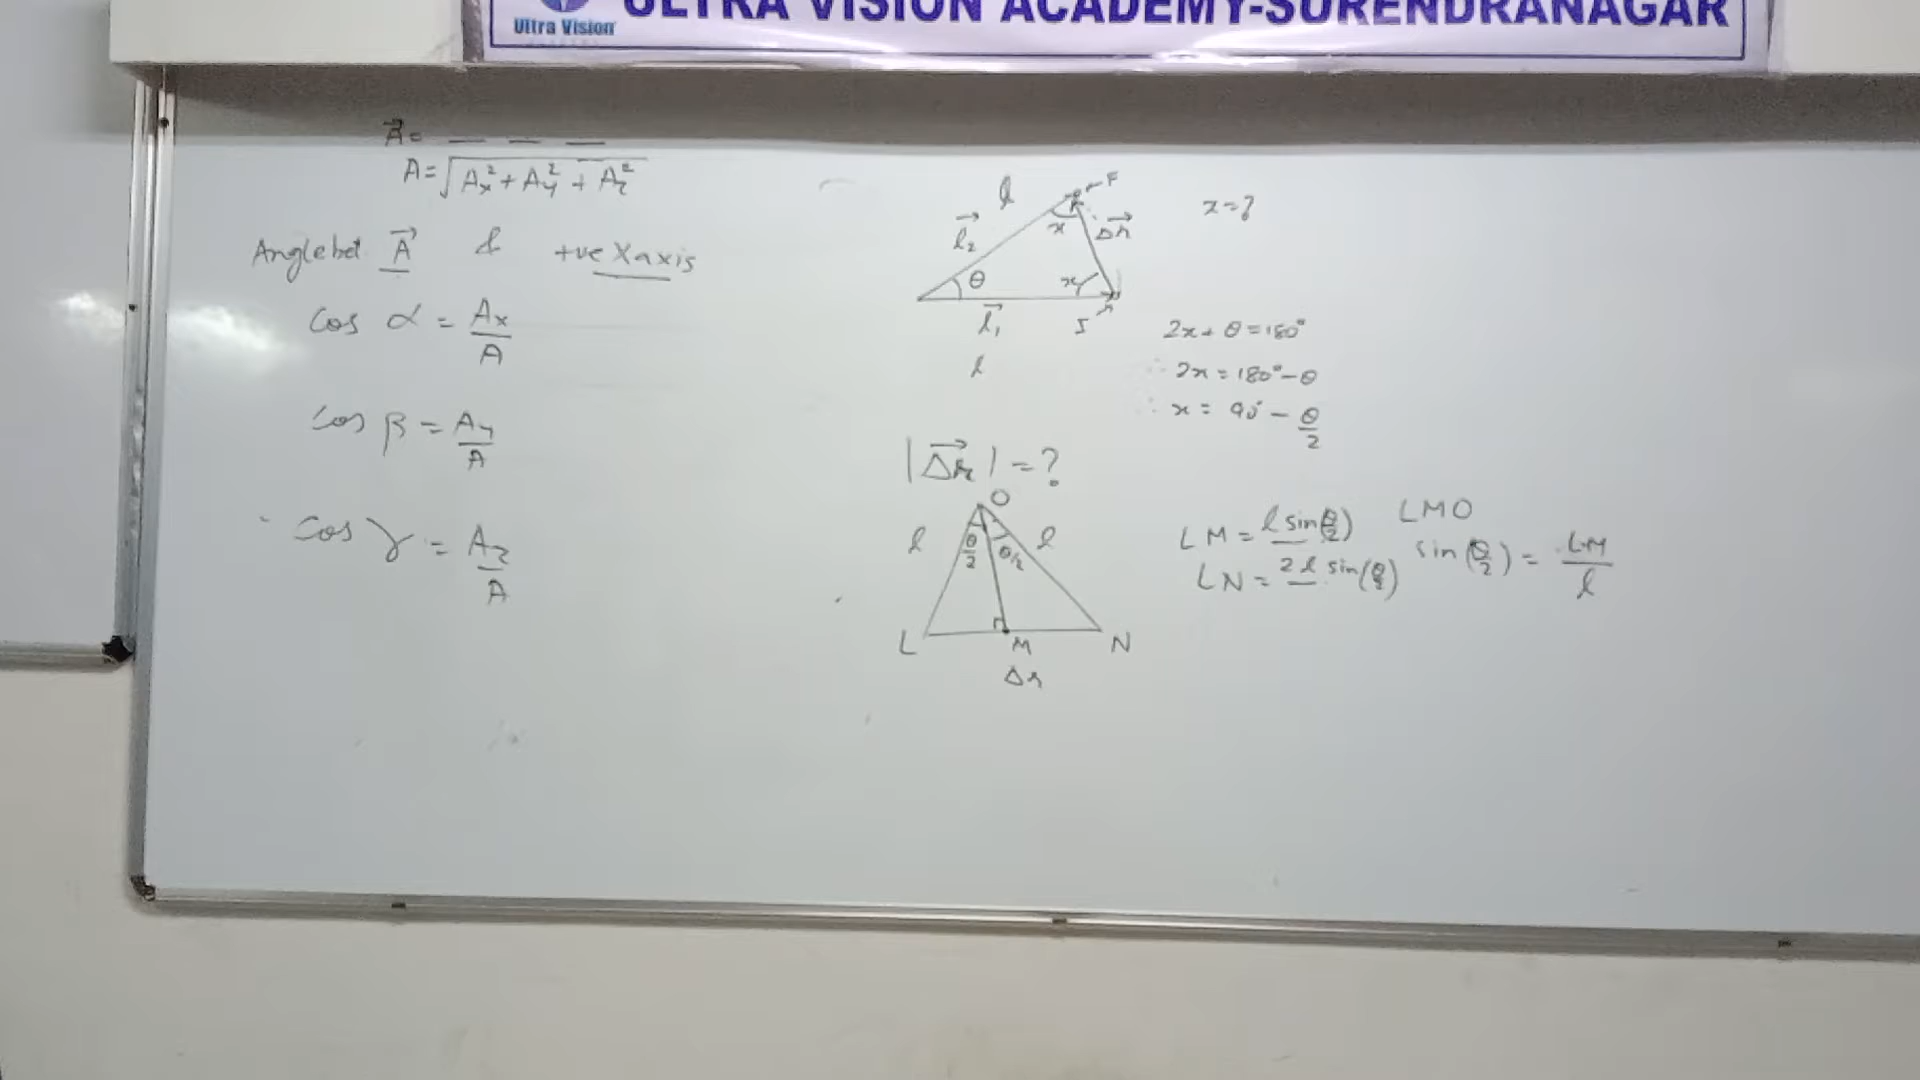 ULTRA VISION ACADEMY-SURENDRANAGAR
Ultra Vision
A⃗ = _ _ _
A = √(Ax² + Ay² + Az²)
Angle bet A⃗ & +ve X axis
cos α = Ax/A
cos β = Ay/A
cos γ = Az/A
l
F
l⃗₂
x
Δr⃗
x = ?
θ
x
l⃗₁
I
l
2x + θ = 180°
∴ 2x = 180° - θ
∴ x = 90° - θ/2
|Δr⃗| = ?
O
l
θ/2
θ/2
l
L
M
N
Δr
LM = l sin(θ/2)
LN = 2l sin(θ/2)
LMO
sin(θ/2) = LM/l